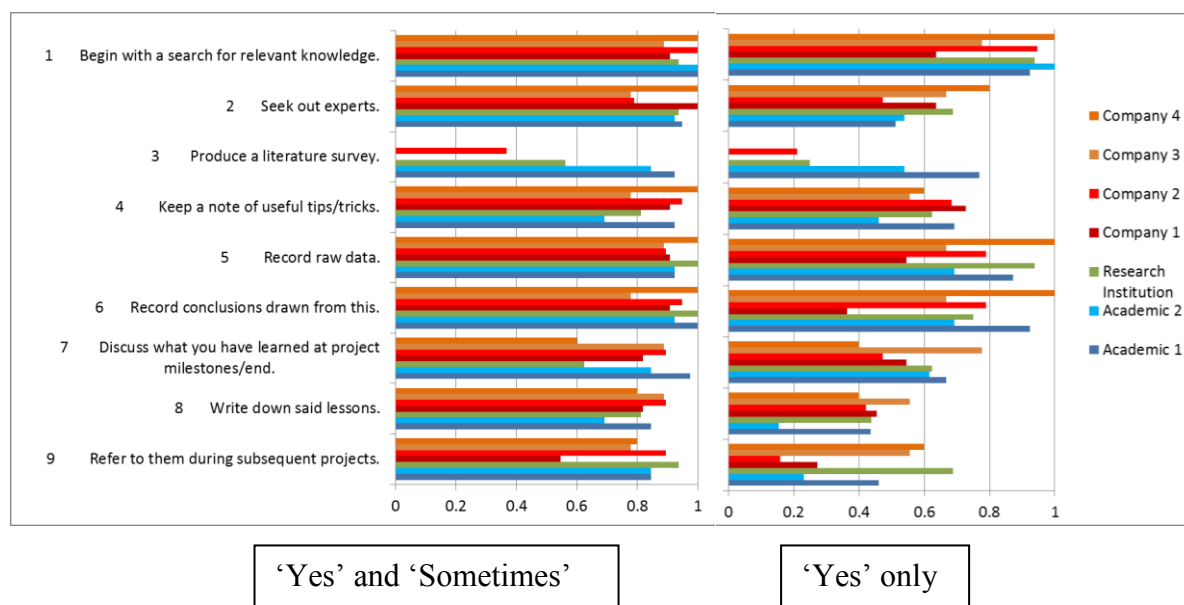 1 Begin with a search for relevant knowledge.
2 Seek out experts.
3 Produce a literature survey.
4 Keep a note of useful tips/tricks.
5 Record raw data.
6 Record conclusions drawn from this.
7 Discuss what you have learned at project
milestones/end.
8 Write down said lessons.
9 Refer to them during subsequent projects.
0 0.2 0.4 0.6 0.8 1
0 0.2 0.4 0.6 0.8 1
Company 4
Company 3
Company 2
Company 1
Research
Institution
Academic 2
Academic 1
‘Yes’ and ‘Sometimes’
‘Yes’ only